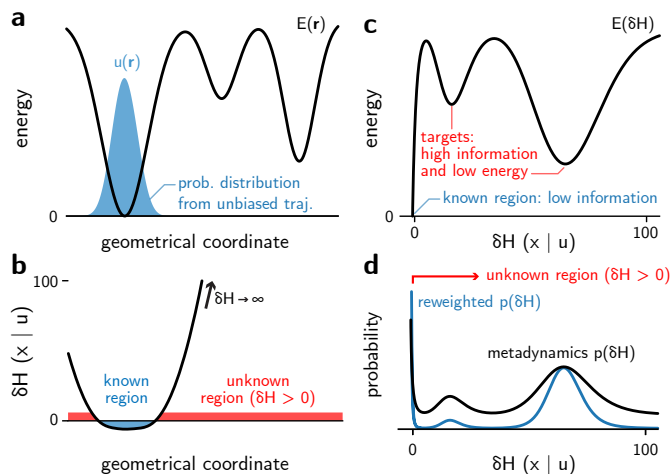 a
E(r)
u(r)
energy
prob. distribution
from unbiased traj.
0
geometrical coordinate
b
100
δH → ∞
δH (x | u)
known
region
unknown
region (δH > 0)
0
geometrical coordinate
c
E(δH)
energy
targets:
high information
and low energy
known region: low information
0
0
100
δH (x | u)
d
unknown region (δH > 0)
reweighted p(δH)
metadynamics p(δH)
probability
0
100
δH (x | u)